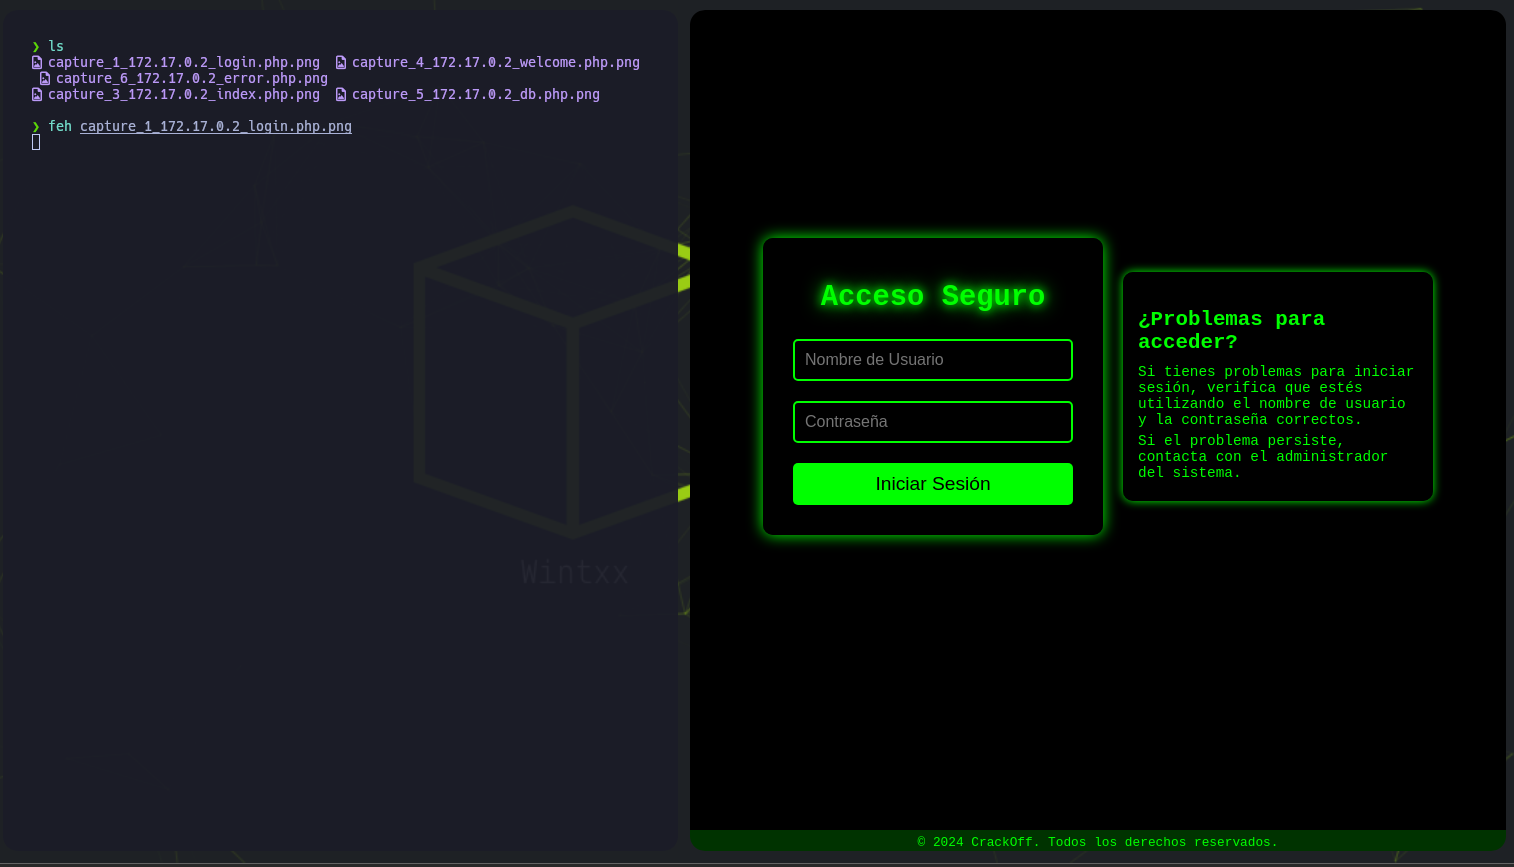 ❯ ls
capture_1_172.17.0.2_login.php.png capture_4_172.17.0.2_welcome.php.png
capture_6_172.17.0.2_error.php.png
capture_3_172.17.0.2_index.php.png capture_5_172.17.0.2_db.php.png
❯ feh capture_1_172.17.0.2_login.php.png
Wintxx
Acceso Seguro
Nombre de Usuario
Contraseña
Iniciar Sesión
¿Problemas para
acceder?
Si tienes problemas para iniciar
sesión, verifica que estés
utilizando el nombre de usuario
y la contraseña correctos.
Si el problema persiste,
contacta con el administrador
del sistema.
© 2024 CrackOff. Todos los derechos reservados.